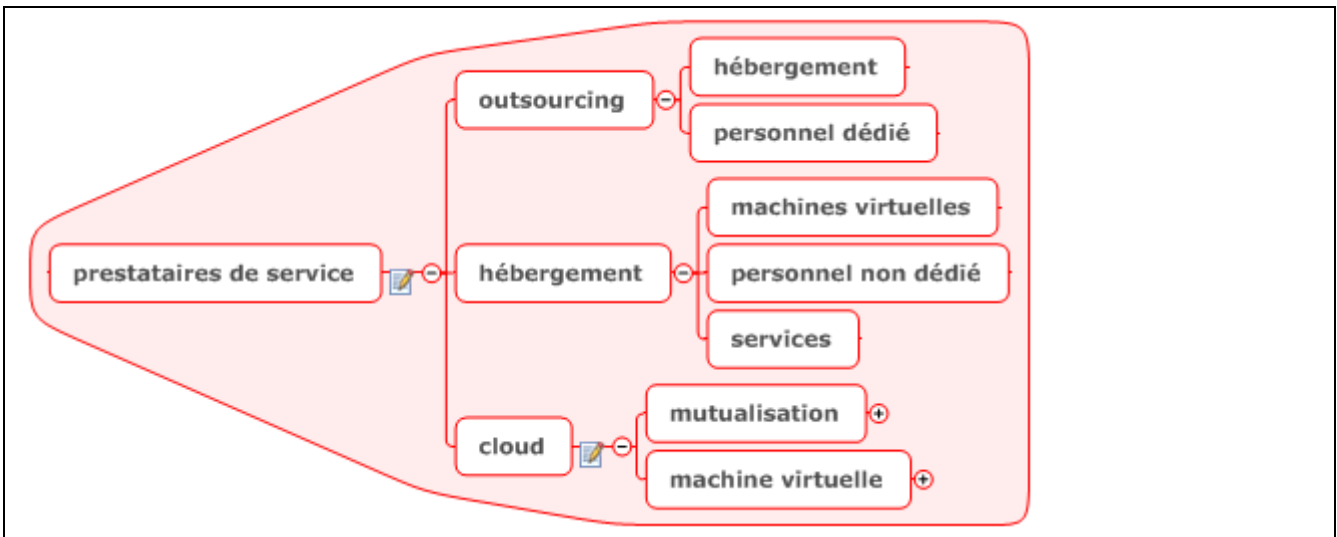 prestataires de service
outsourcing
hébergement
personnel dédié
hébergement
machines virtuelles
personnel non dédié
services
cloud
mutualisation
machine virtuelle